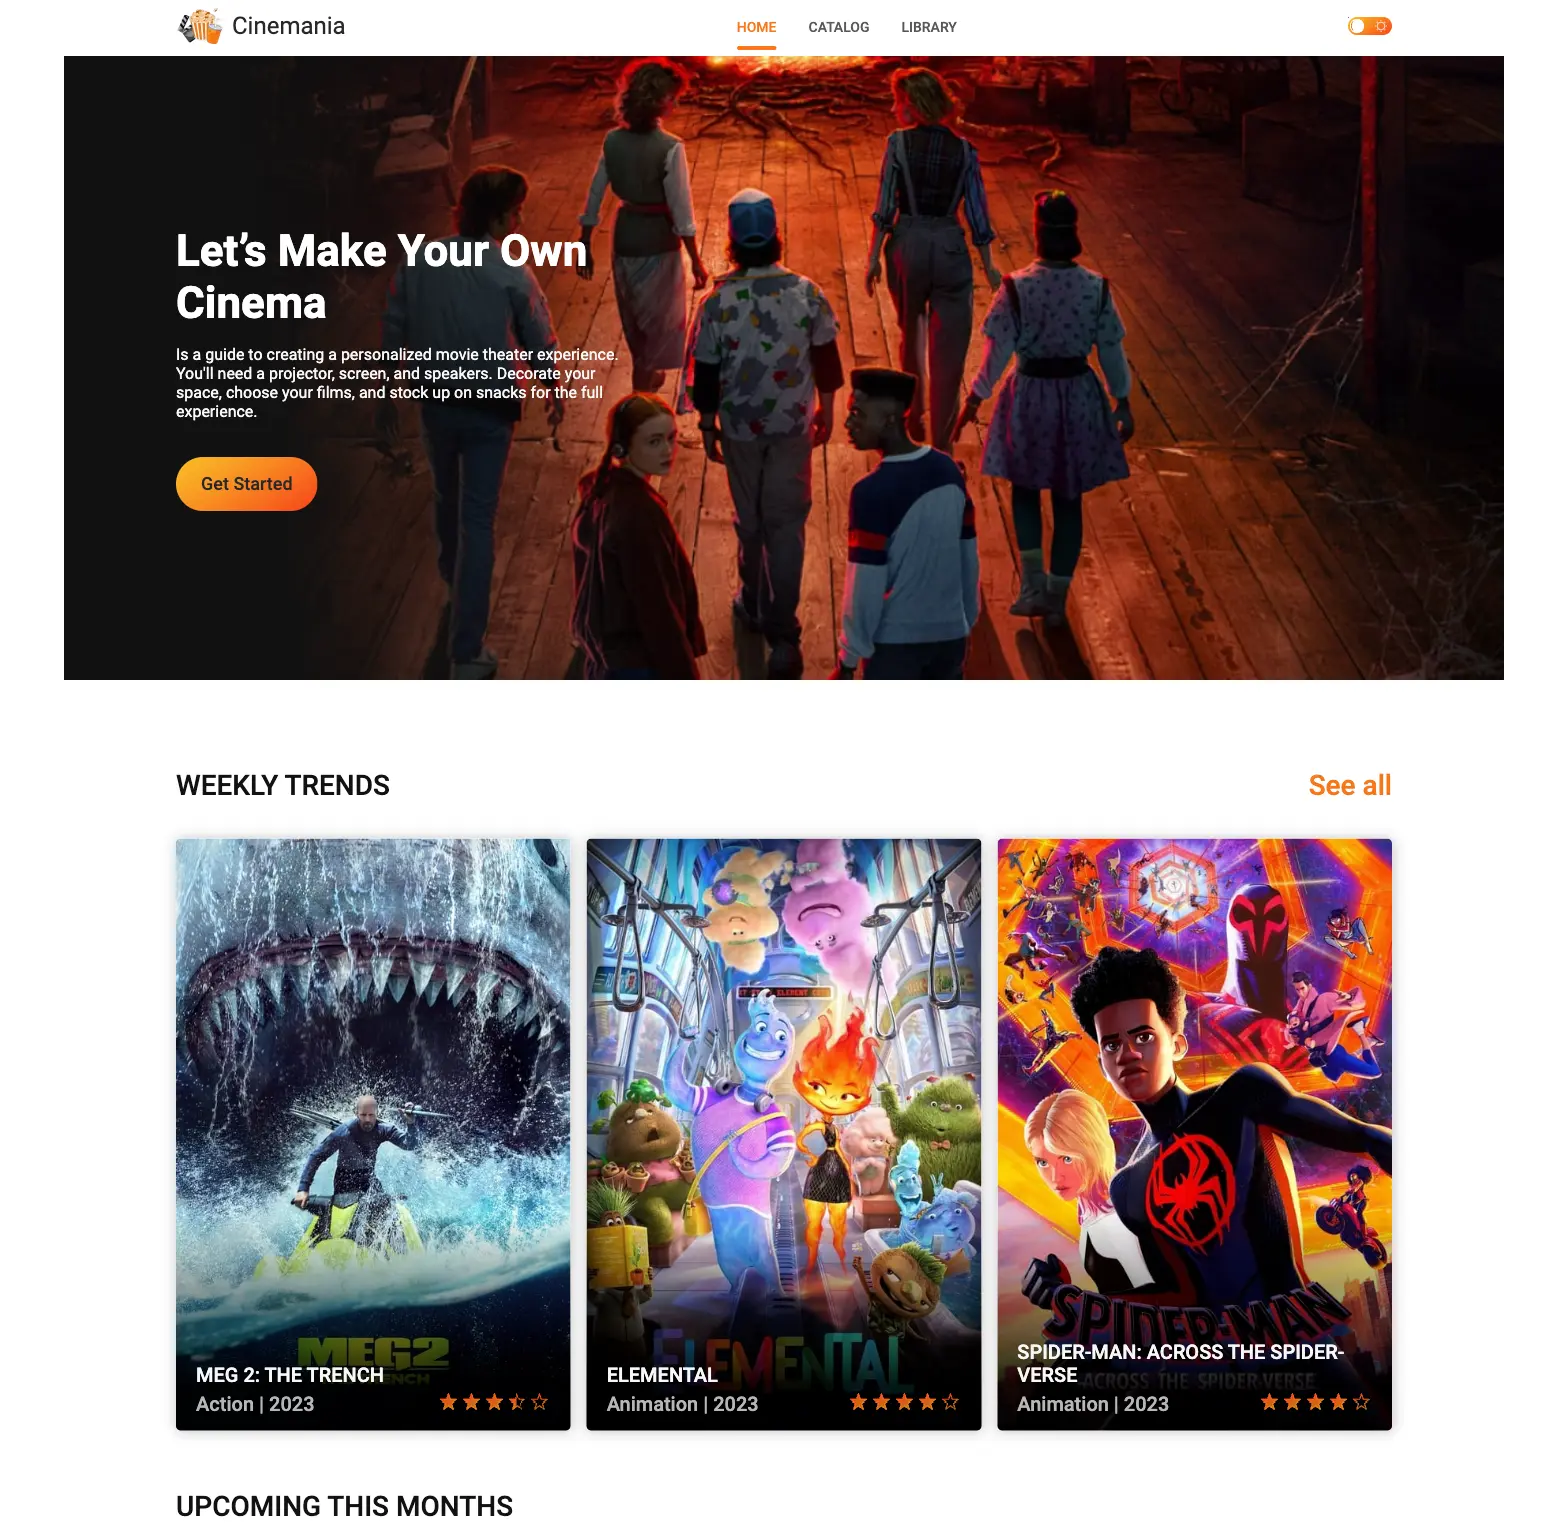 Cinemania
HOME
CATALOG
LIBRARY
Let’s Make Your Own
Cinema
Is a guide to creating a personalized movie theater experience.
You'll need a projector, screen, and speakers. Decorate your
space, choose your films, and stock up on snacks for the full
experience.
Get Started
WEEKLY TRENDS
See all
MEG2
MEG 2: THE TRENCH
Action | 2023
ELEMENTAL
ELEMENTAL
Animation | 2023
SPIDER-MAN
SPIDER-MAN: ACROSS THE SPIDER-
VERSE
ACROSS THE SPIDER-VERSE
Animation | 2023
UPCOMING THIS MONTHS